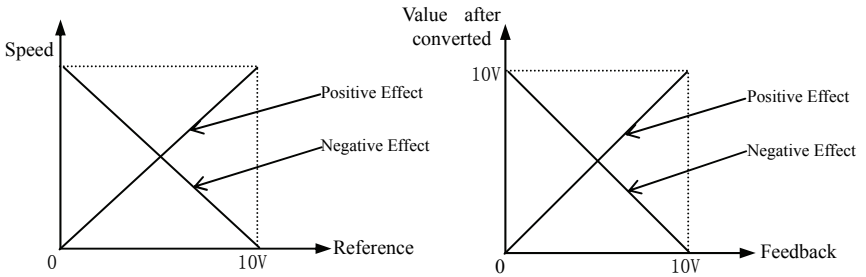 Speed
Positive Effect
Negative Effect
0
10V
Reference
Value after
converted
10V
Positive Effect
Negative Effect
0
10V
Feedback